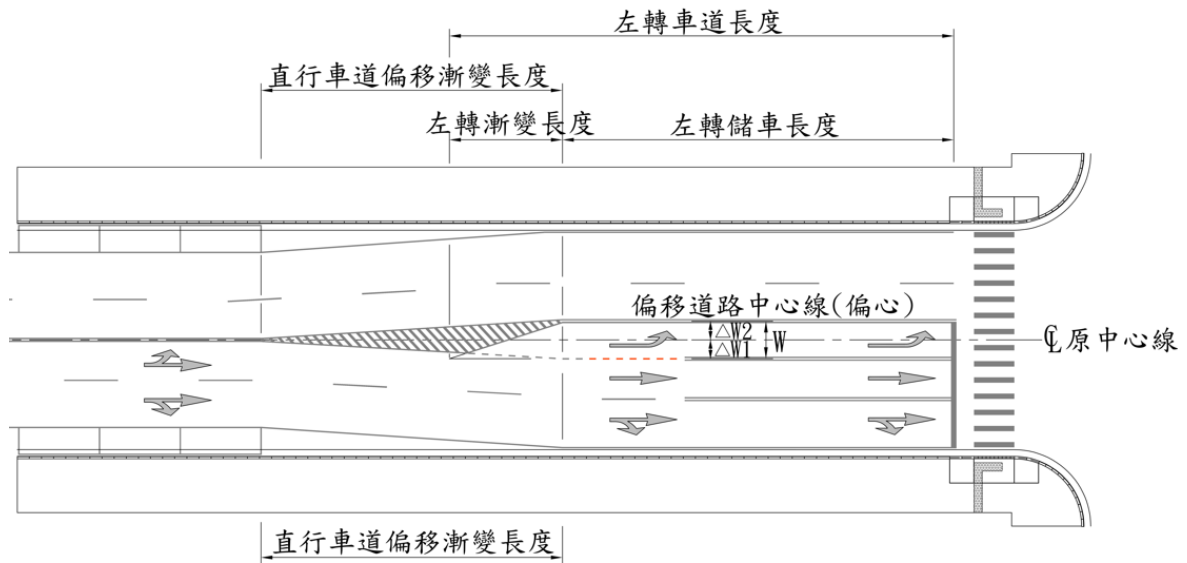 左轉車道長度
直行車道偏移漸變長度
左轉漸變長度
左轉儲車長度
偏移道路中心線(偏心)
△W2
△W1
W
℄原中心線
直行車道偏移漸變長度